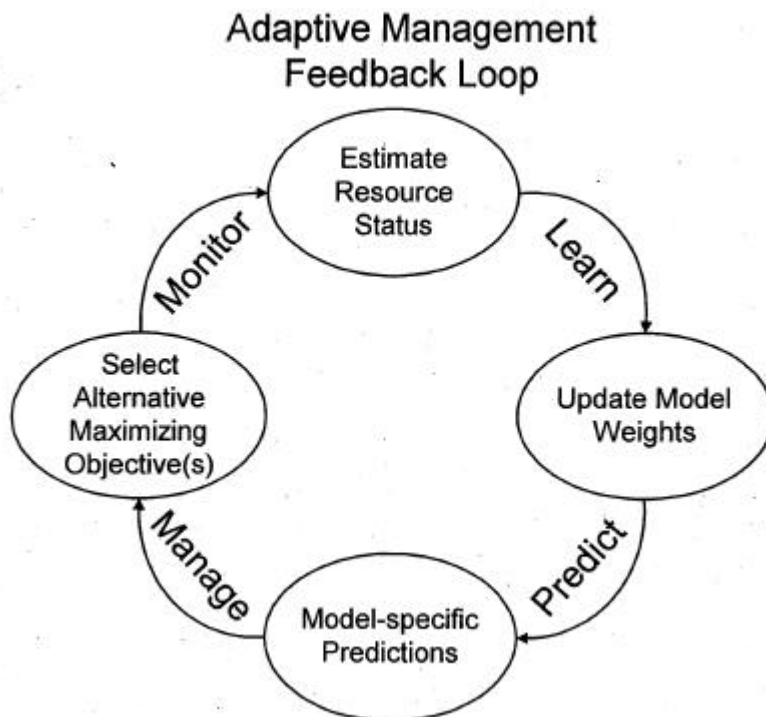 Adaptive Management
Feedback Loop
Estimate
Resource
Status
Learn
Update Model
Weights
Predict
Model-specific
Predictions
Manage
Select
Alternative
Maximizing
Objective(s)
Monitor